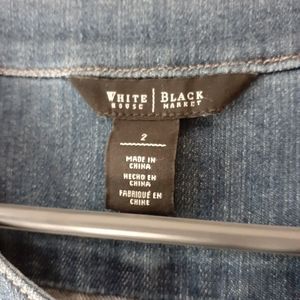 WHITE | BLACK
HOUSE | MARKET
2
MADE IN
CHINA
HECHO EN
CHINA
FABRIQUÉ EN
CHINE